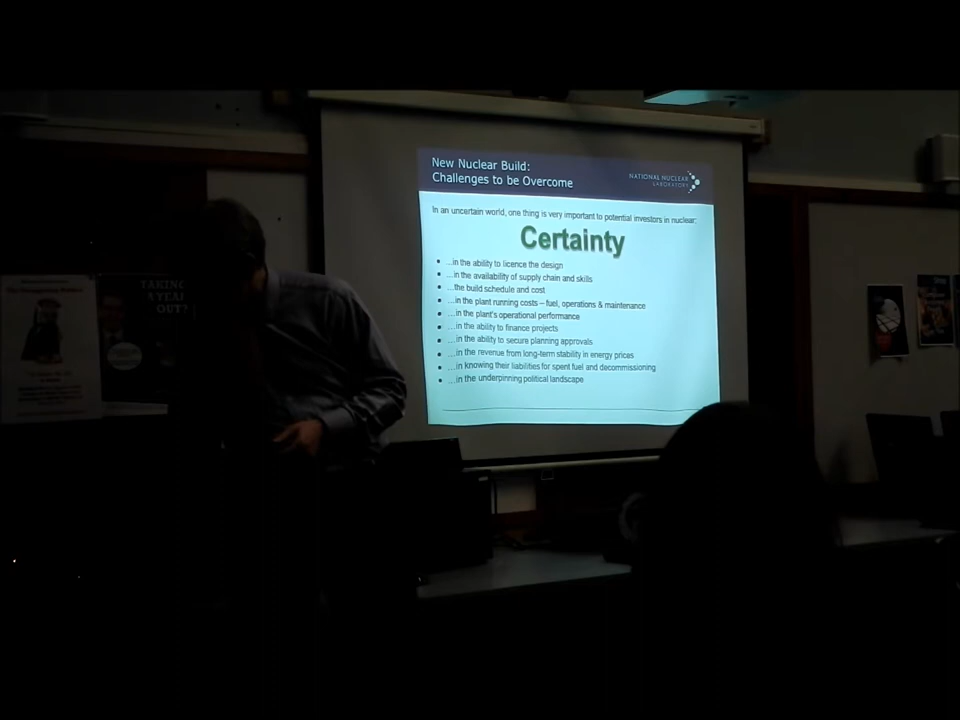 New Nuclear Build:
Challenges to be Overcome
NATIONAL NUCLEAR
LABORATORY
In an uncertain world, one thing is very important to potential investors in nuclear:
Certainty
• …in the ability to licence the design
• …in the availability of supply chain and skills
• …the build schedule and cost
• …in the plant running costs – fuel, operations & maintenance
• …in the plant's operational performance
• …in the ability to finance projects
• …in the ability to secure planning approvals
• …in the revenue from long-term stability in energy prices
• …in knowing their liabilities for spent fuel and decommissioning
• …in the underpinning political landscape
TAKING
A YEAR
OUT?